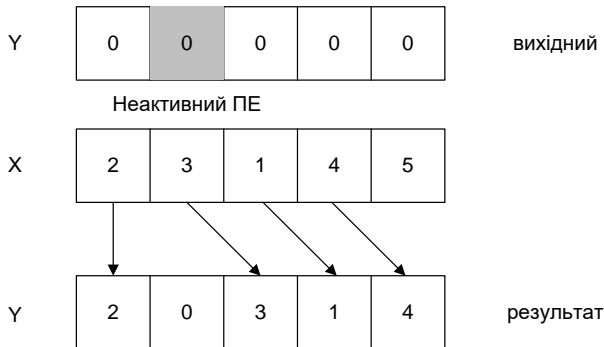 Y 0 0 0 0 0 вихідний
Неактивний ПЕ
X 2 3 1 4 5
Y 2 0 3 1 4 результат